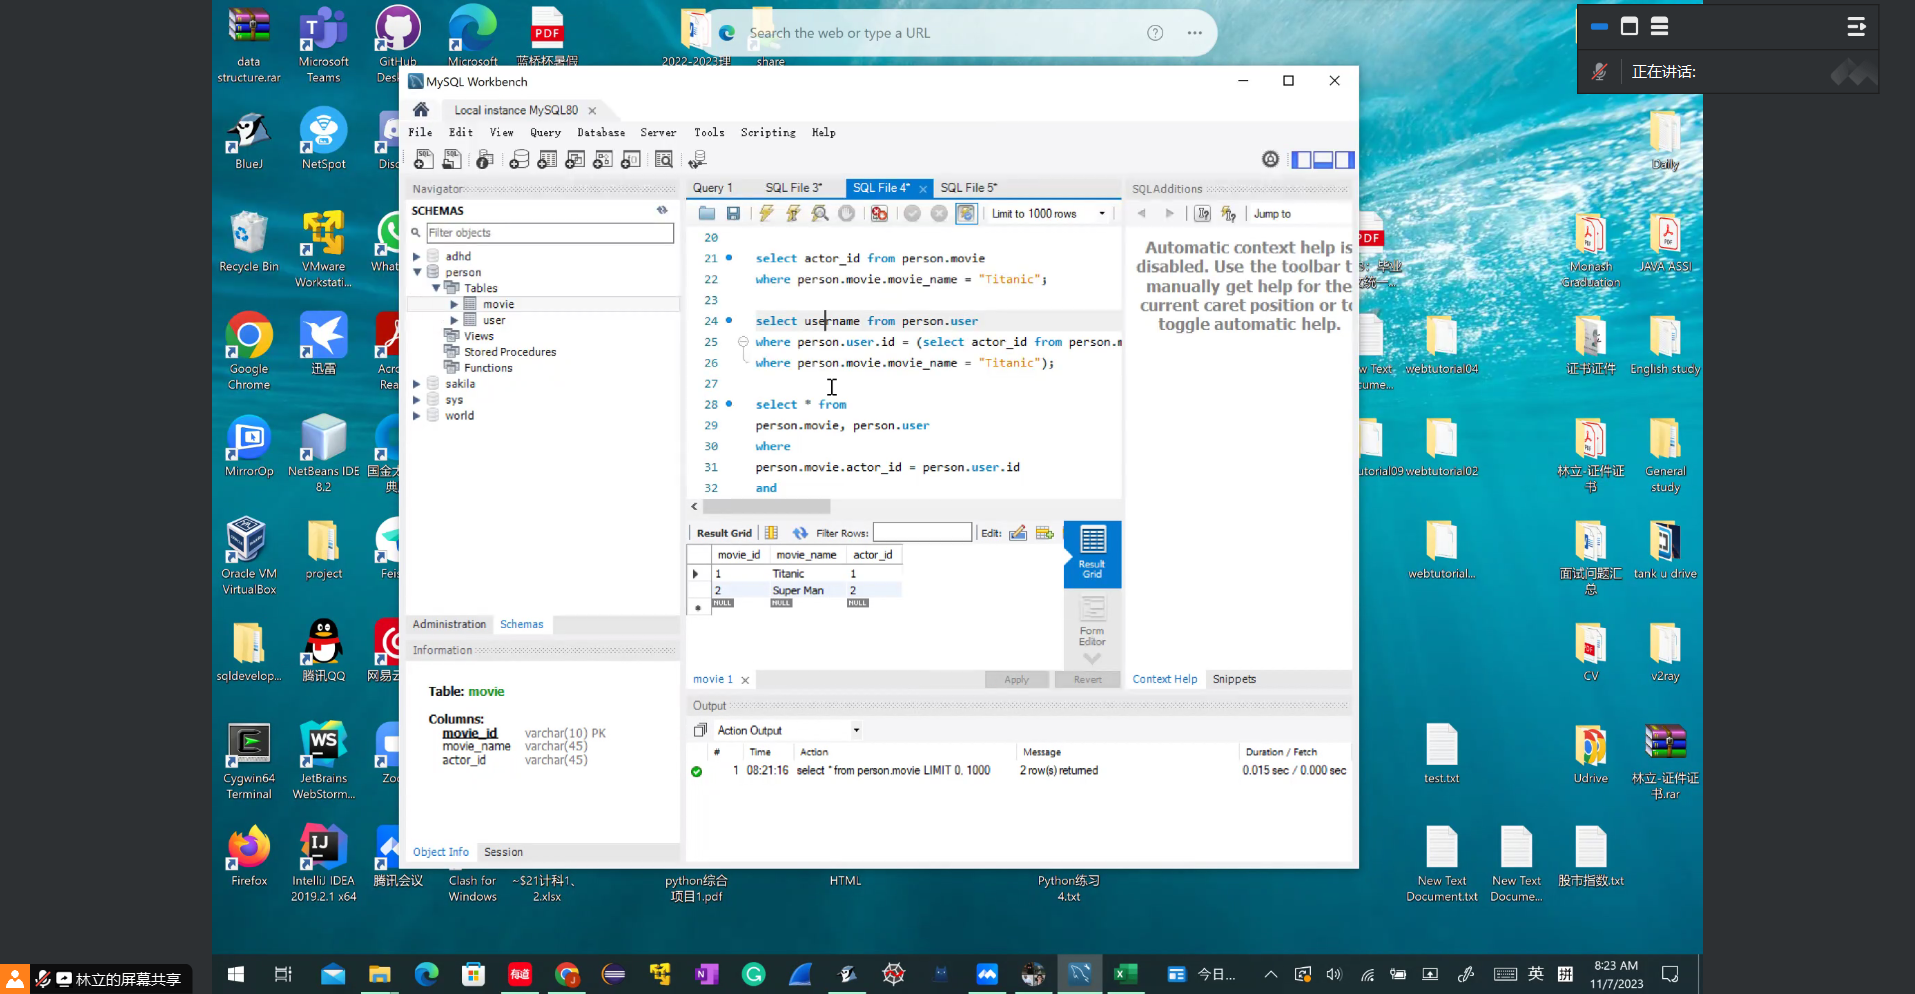 data
structure.rar
Microsoft
Teams
GitHub
Desk
Microsoft
蓝桥杯暑假
2022-2023理
share
Search the web or type a URL
正在讲话:
BlueJ
NetSpot
Disc
Recycle Bin
VMware
Workstati...
What
Google
Chrome
迅雷
Acro
Rea
MirrorOp
NetBeans IDE
8.2
国金太
典
Oracle VM
VirtualBox
project
Feis
sqldevelop...
腾讯QQ
网易云
Cygwin64
Terminal
JetBrains
WebStorm...
Zoo
Firefox
IntelliJ IDEA
2019.2.1 x64
腾讯会议
Clash for
Windows
~$21计科1、
2.xlsx
python综合
项目1.pdf
HTML
Python练习
4.txt
MySQL Workbench
Local instance MySQL80
File Edit View Query Database Server Tools Scripting Help
Navigator
SCHEMAS
Filter objects
adhd
person
Tables
movie
user
Views
Stored Procedures
Functions
sakila
sys
world
Administration Schemas
Information
Table: movie
Columns:
movie_id varchar(10) PK
movie_name varchar(45)
actor_id varchar(45)
Object Info Session
Query 1 SQL File 3* SQL File 4* SQL File 5*
Limit to 1000 rows
20
21 select actor_id from person.movie
22 where person.movie.movie_name = "Titanic";
23
24 select username from person.user
25 where person.user.id = (select actor_id from person.m
26 where person.movie.movie_name = "Titanic");
27
28 select * from
29 person.movie, person.user
30 where
31 person.movie.actor_id = person.user.id
32 and
Result Grid Filter Rows: Edit:
movie_id movie_name actor_id
1 Titanic 1
2 Super Man 2
NULL NULL NULL
Result
Grid
Form
Editor
movie 1
Apply Revert
SQLAdditions
Jump to
Automatic context help is
disabled. Use the toolbar t
manually get help for the
current caret position or to
toggle automatic help.
Context Help Snippets
Output
Action Output
# Time Action Message Duration / Fetch
1 08:21:16 select * from person.movie LIMIT 0, 1000 2 row(s) returned 0.015 sec / 0.000 sec
Daily
Monash
Graduation
JAVA ASSI
webtutorial04
证书证件
English study
utorial09
webtutorial02
林立-证件证
书
General
study
webtutorial...
面试问题汇
总
tank u drive
CV
v2ray
test.txt
Udrive
林立-证件证
书.rar
New Text
Document.txt
New Text
Docume...
股市指数.txt
林立的屏幕共享
有道
今日...
英
拼
8:23 AM
11/7/2023